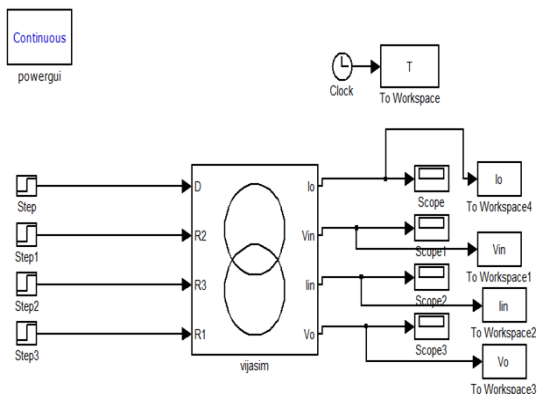 Continuous
powergui
Clock
T
To Workspace
Step
Step1
Step2
Step3
D
R2
R3
R1
Io
Vin
Iin
Vo
vijasim
Scope
Scope1
Scope2
Scope3
Io
To Workspace4
Vin
To Workspace1
Iin
To Workspace2
Vo
To Workspace3